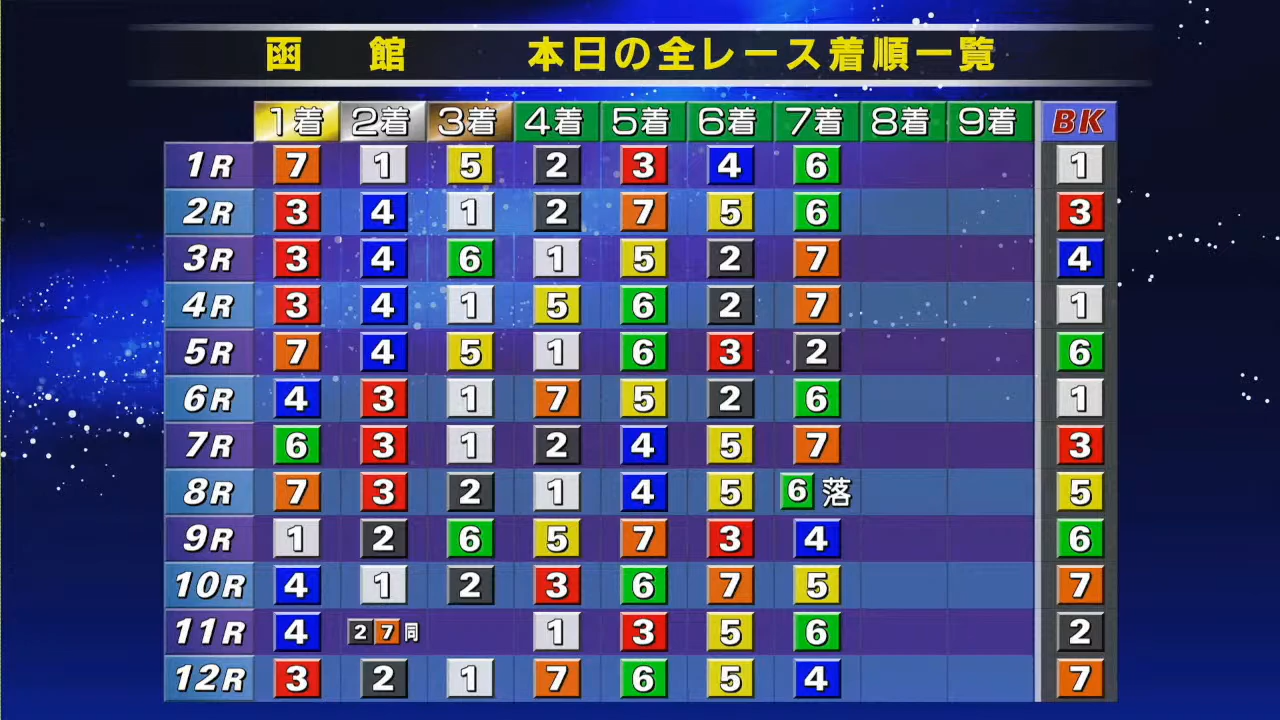 函館 本日の全レース着順一覧
1着 2着 3着 4着 5着 6着 7着 8着 9着 BK
1R 7 1 5 2 3 4 6 1
2R 3 4 1 2 7 5 6 3
3R 3 4 6 1 5 2 7 4
4R 3 4 1 5 6 2 7 1
5R 7 4 5 1 6 3 2 6
6R 4 3 1 7 5 2 6 1
7R 6 3 1 2 4 5 7 3
8R 7 3 2 1 4 5 6 落 5
9R 1 2 6 5 7 3 4 6
10R 4 1 2 3 6 7 5 7
11R 4 2 7 同 1 3 5 6 2
12R 3 2 1 7 6 5 4 7